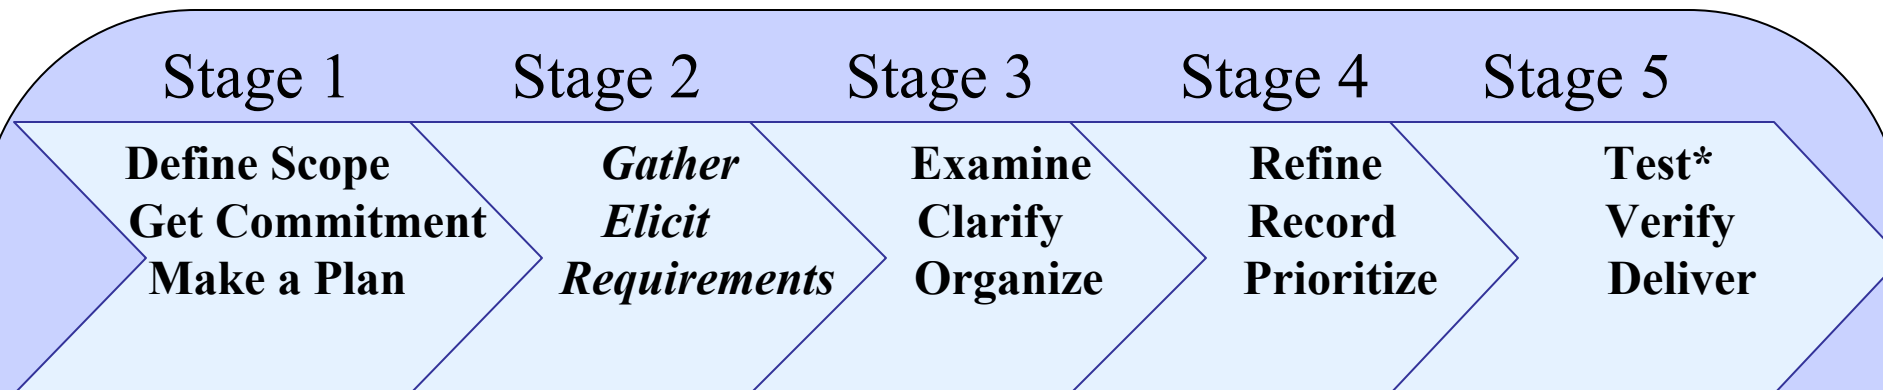 Stage 1
Stage 2
Stage 3
Stage 4
Stage 5
Define Scope
Get Commitment
Make a Plan
Gather
Elicit
Requirements
Examine
Clarify
Organize
Refine
Record
Prioritize
Test*
Verify
Deliver